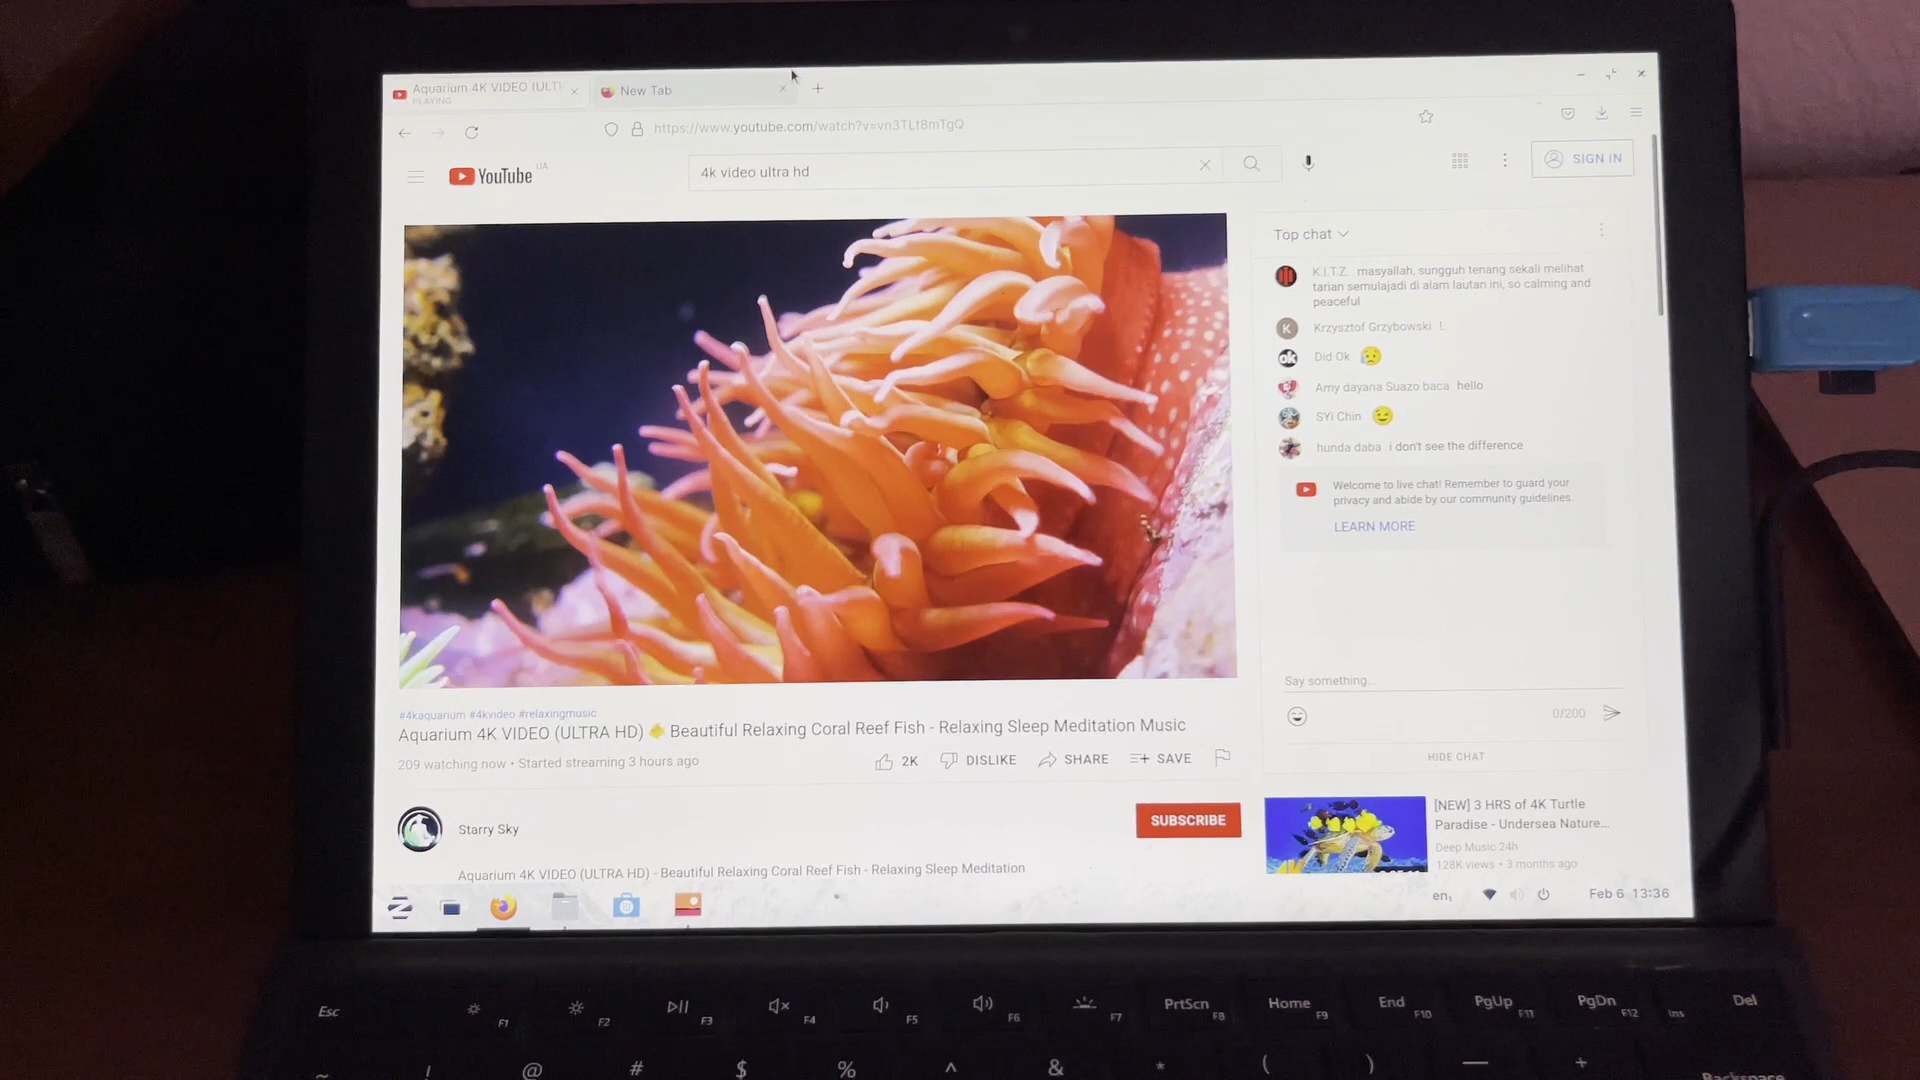 Aquarium 4K VIDEO (ULTR
PLAYING
New Tab
https://www.youtube.com/watch?v=vn3TLt8mTgQ
YouTube UA
4k video ultra hd
SIGN IN
Top chat
K.I.T.Z. masyallah, sungguh tenang sekali melihat
tarian semulajadi di alam lautan ini, so calming and
peaceful
K Krzysztof Grzybowski !.
ok Did Ok
Amy dayana Suazo baca hello
SYi Chin
hunda daba i don't see the difference
Welcome to live chat! Remember to guard your
privacy and abide by our community guidelines.
LEARN MORE
Say something...
0/200
HIDE CHAT
#4kaquarium #4kvideo #relaxingmusic
Aquarium 4K VIDEO (ULTRA HD) 🐠 Beautiful Relaxing Coral Reef Fish - Relaxing Sleep Meditation Music
209 watching now • Started streaming 3 hours ago
2K DISLIKE SHARE SAVE
Starry Sky
SUBSCRIBE
Aquarium 4K VIDEO (ULTRA HD) - Beautiful Relaxing Coral Reef Fish - Relaxing Sleep Meditation
[NEW] 3 HRS of 4K Turtle
Paradise - Undersea Nature...
Deep Music 24h
128K views • 3 months ago
en₁ Feb 6 13:36
Esc F1 F2 F3 F4 F5 F6 F7 PrtScn F8 Home F9 End F10 PgUp F11 PgDn F12 Ins Del
~ ! @ # $ % ^ & * ( ) — + Backspace